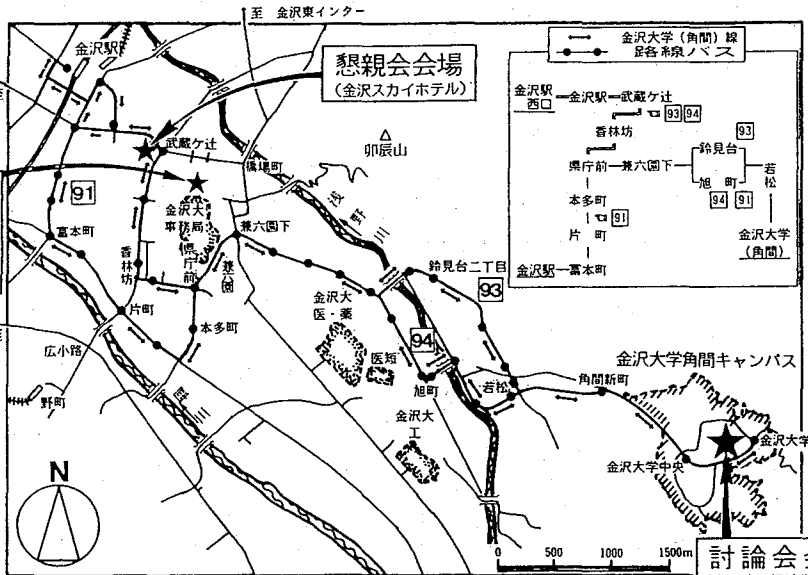 至 金沢東インター
金沢駅
懇親会会場
(金沢スカイホテル)
金沢大学(角間)線
路線バス
金沢駅西口
金沢駅
武蔵ケ辻
93 94
香林坊
県庁前
兼六園下
鈴見台
93
旭町
94 91
若松
金沢大学
(角間)
本多町
91
片町
金沢駅
富本町
武蔵ケ辻
橋場町
卯辰山
浅野川
91
金沢大
事務局
県庁前
兼六園
兼六園下
富本町
香林坊
片町
本多町
広小路
野町
鈴見台二丁目
93
金沢大
医・薬
医短
94
旭町
若松
金沢大
工
角間新町
金沢大学角間キャンパス
金沢大学中央
金沢大学
N
0 500 1000 1500m
討論会会